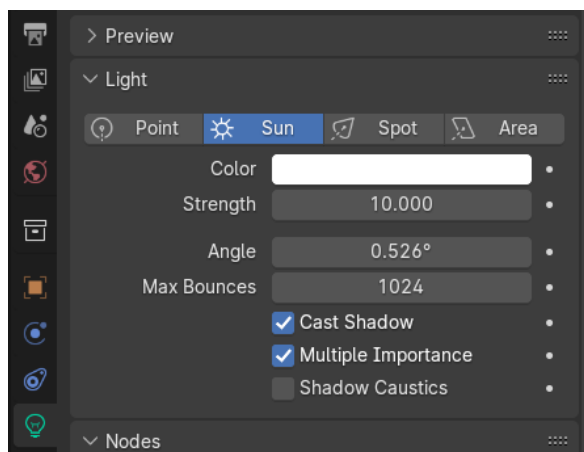 Preview
Light
Point Sun Spot Area
Color
Strength 10.000
Angle 0.526°
Max Bounces 1024
Cast Shadow
Multiple Importance
Shadow Caustics
Nodes